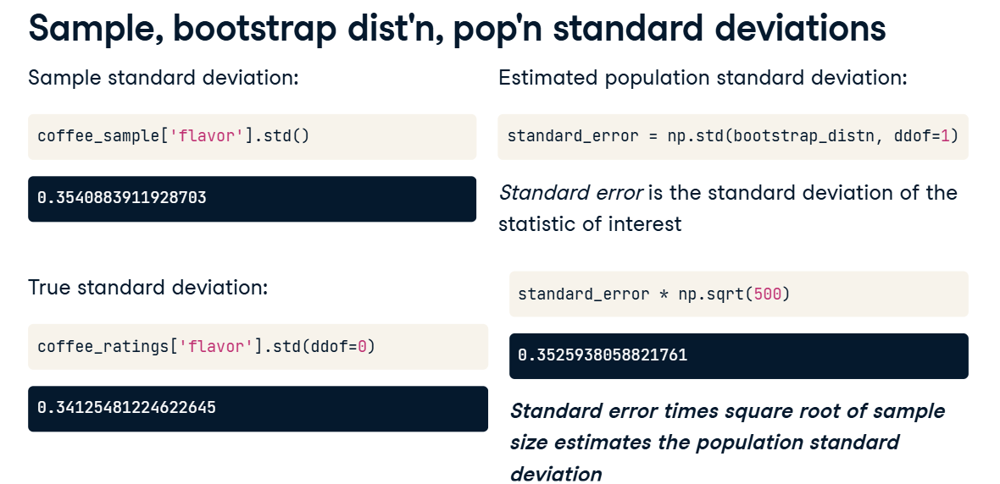 Sample, bootstrap dist'n, pop'n standard deviations
Sample standard deviation:
coffee_sample['flavor'].std()
0.3540883911928703
True standard deviation:
coffee_ratings['flavor'].std(ddof=0)
0.34125481224622645
Estimated population standard deviation:
standard_error = np.std(bootstrap_distn, ddof=1)
Standard error is the standard deviation of the
statistic of interest
standard_error * np.sqrt(500)
0.3525938058821761
Standard error times square root of sample
size estimates the population standard
deviation